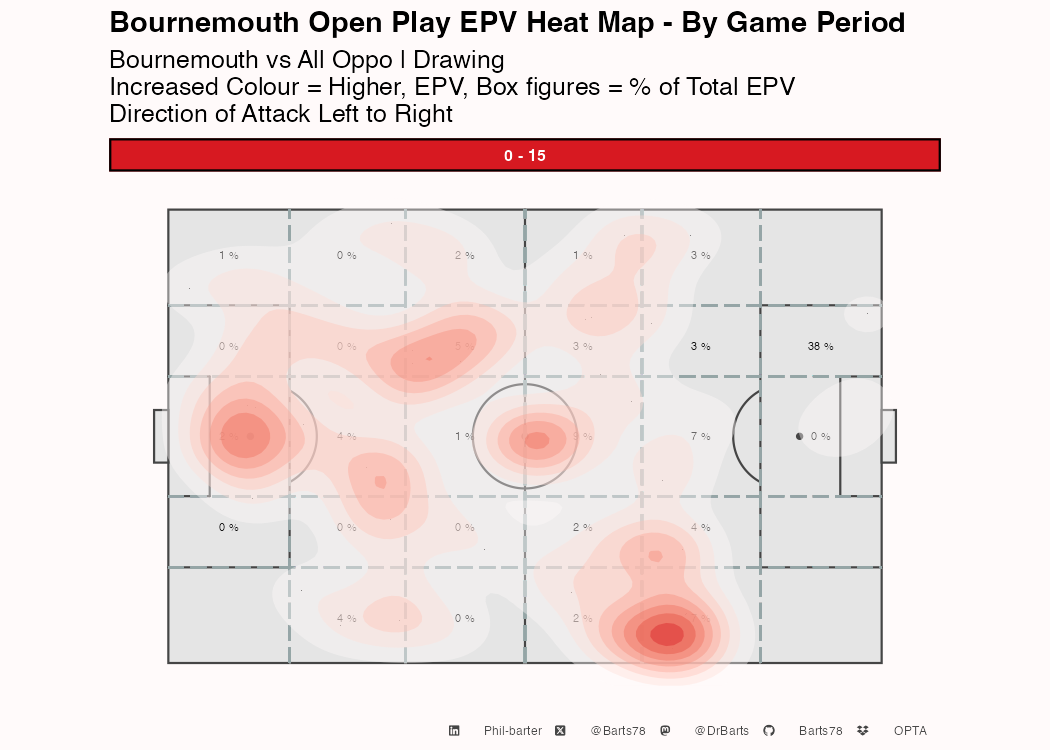 Bournemouth Open Play EPV Heat Map - By Game Period
Bournemouth vs All Oppo | Drawing
Increased Colour = Higher, EPV, Box figures = % of Total EPV
Direction of Attack Left to Right
0 - 15
1 % 0 % 2 % 1 % 3 %
0 % 0 % 5 % 3 % 3 % 38 %
4 % 1 % 7 % 0 %
0 % 0 % 0 % 2 % 4 %
4 % 0 % 2 %
Phil-barter @Barts78 @DrBarts Barts78 OPTA